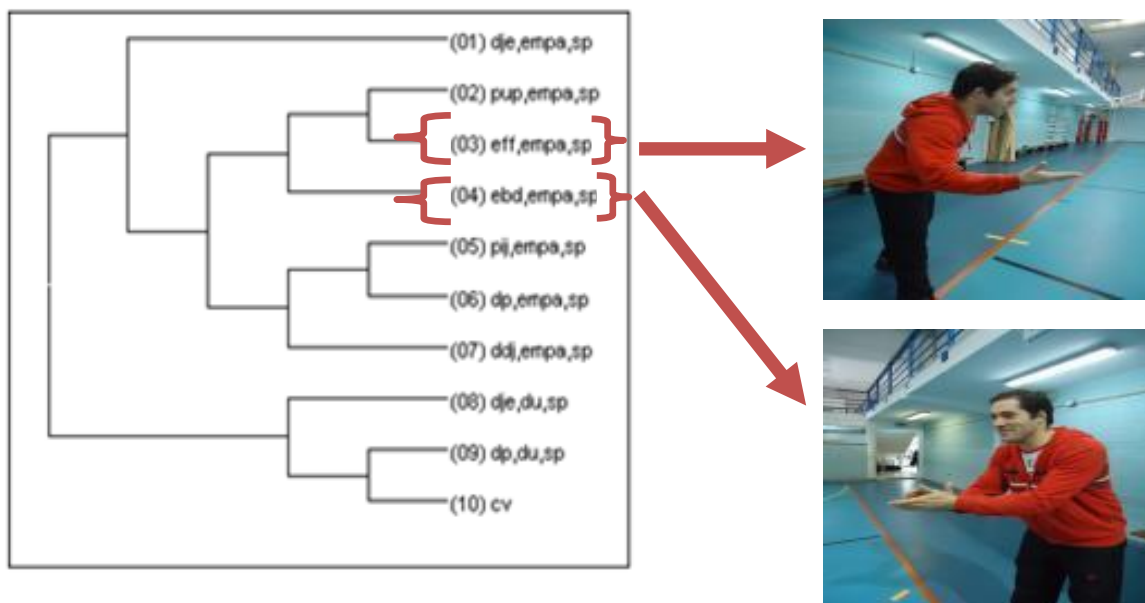 (01) dje,empa,sp
(02) pup,empa,sp
(03) eff,empa,sp
(04) ebd,empa,sp
(05) pij,empa,sp
(06) dp,empa,sp
(07) ddj,empa,sp
(08) dje,du,sp
(09) dp,du,sp
(10) cv